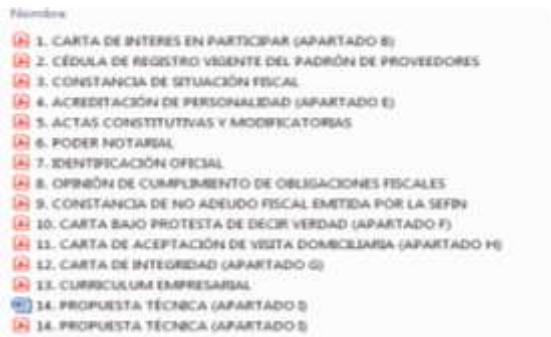 Nombre
1. CARTA DE INTERES EN PARTICIPAR (APARTADO B)
2. CÉDULA DE REGISTRO VIGENTE DEL PADRÓN DE PROVEEDORES
3. CONSTANCIA DE SITUACIÓN FISCAL
4. ACREDITACIÓN DE PERSONALIDAD (APARTADO E)
5. ACTAS CONSTITUTIVAS Y MODIFICATORIAS
6. PODER NOTARIAL
7. IDENTIFICACIÓN OFICIAL
8. OPINIÓN DE CUMPLIMIENTO DE OBLIGACIONES FISCALES
9. CONSTANCIA DE NO ADEUDO FISCAL EMITIDA POR LA SEFIN
10. CARTA BAJO PROTESTA DE DECIR VERDAD (APARTADO F)
11. CARTA DE ACEPTACIÓN DE VISITA DOMICILIARIA (APARTADO H)
12. CARTA DE INTEGRIDAD (APARTADO G)
13. CURRICULUM EMPRESARIAL
14. PROPUESTA TÉCNICA (APARTADO I)
14. PROPUESTA TÉCNICA (APARTADO I)